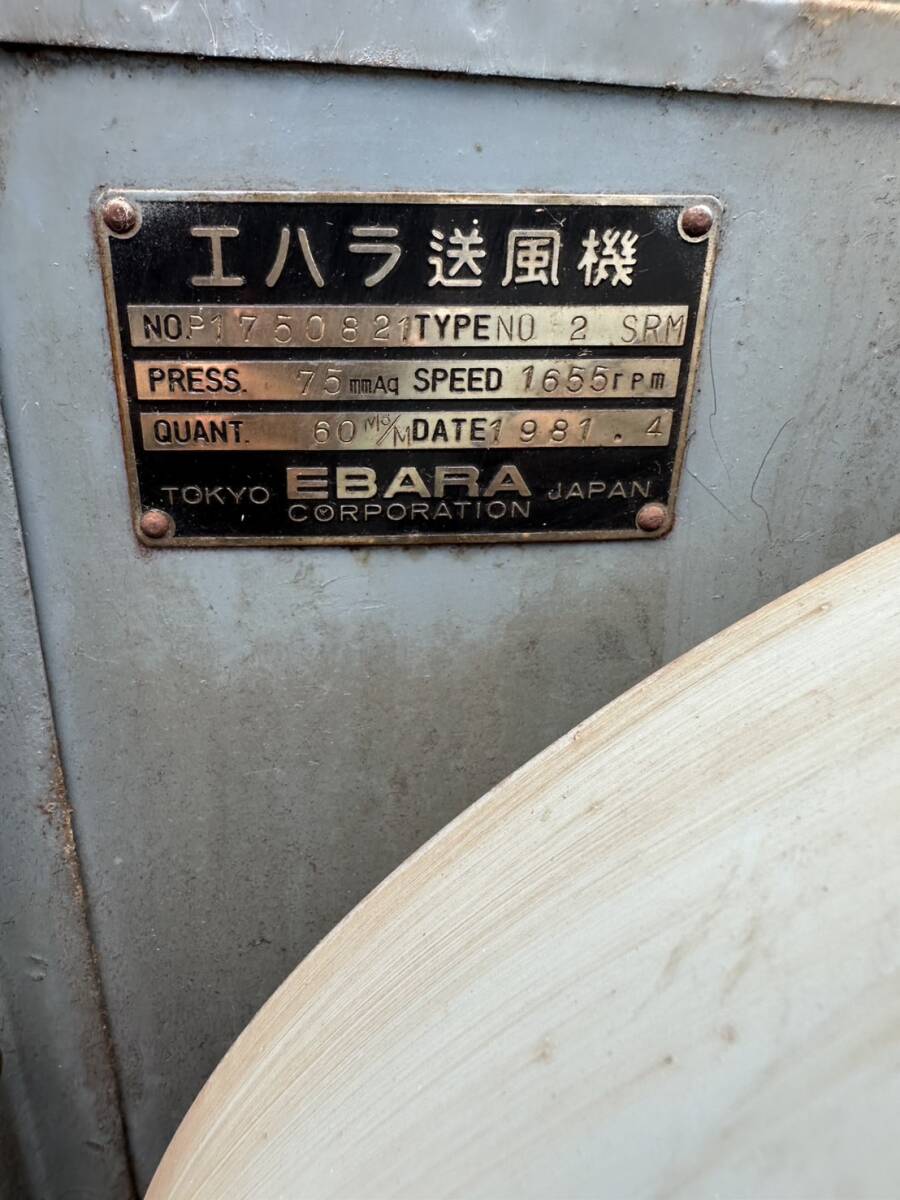 エハラ送風機
NO.P1750821 TYPE NO 2 SRM
PRESS. 75 mmAq SPEED 1655 rpm
QUANT. 60 M³/M DATE 1981.4
TOKYO EBARA JAPAN
CORPORATION